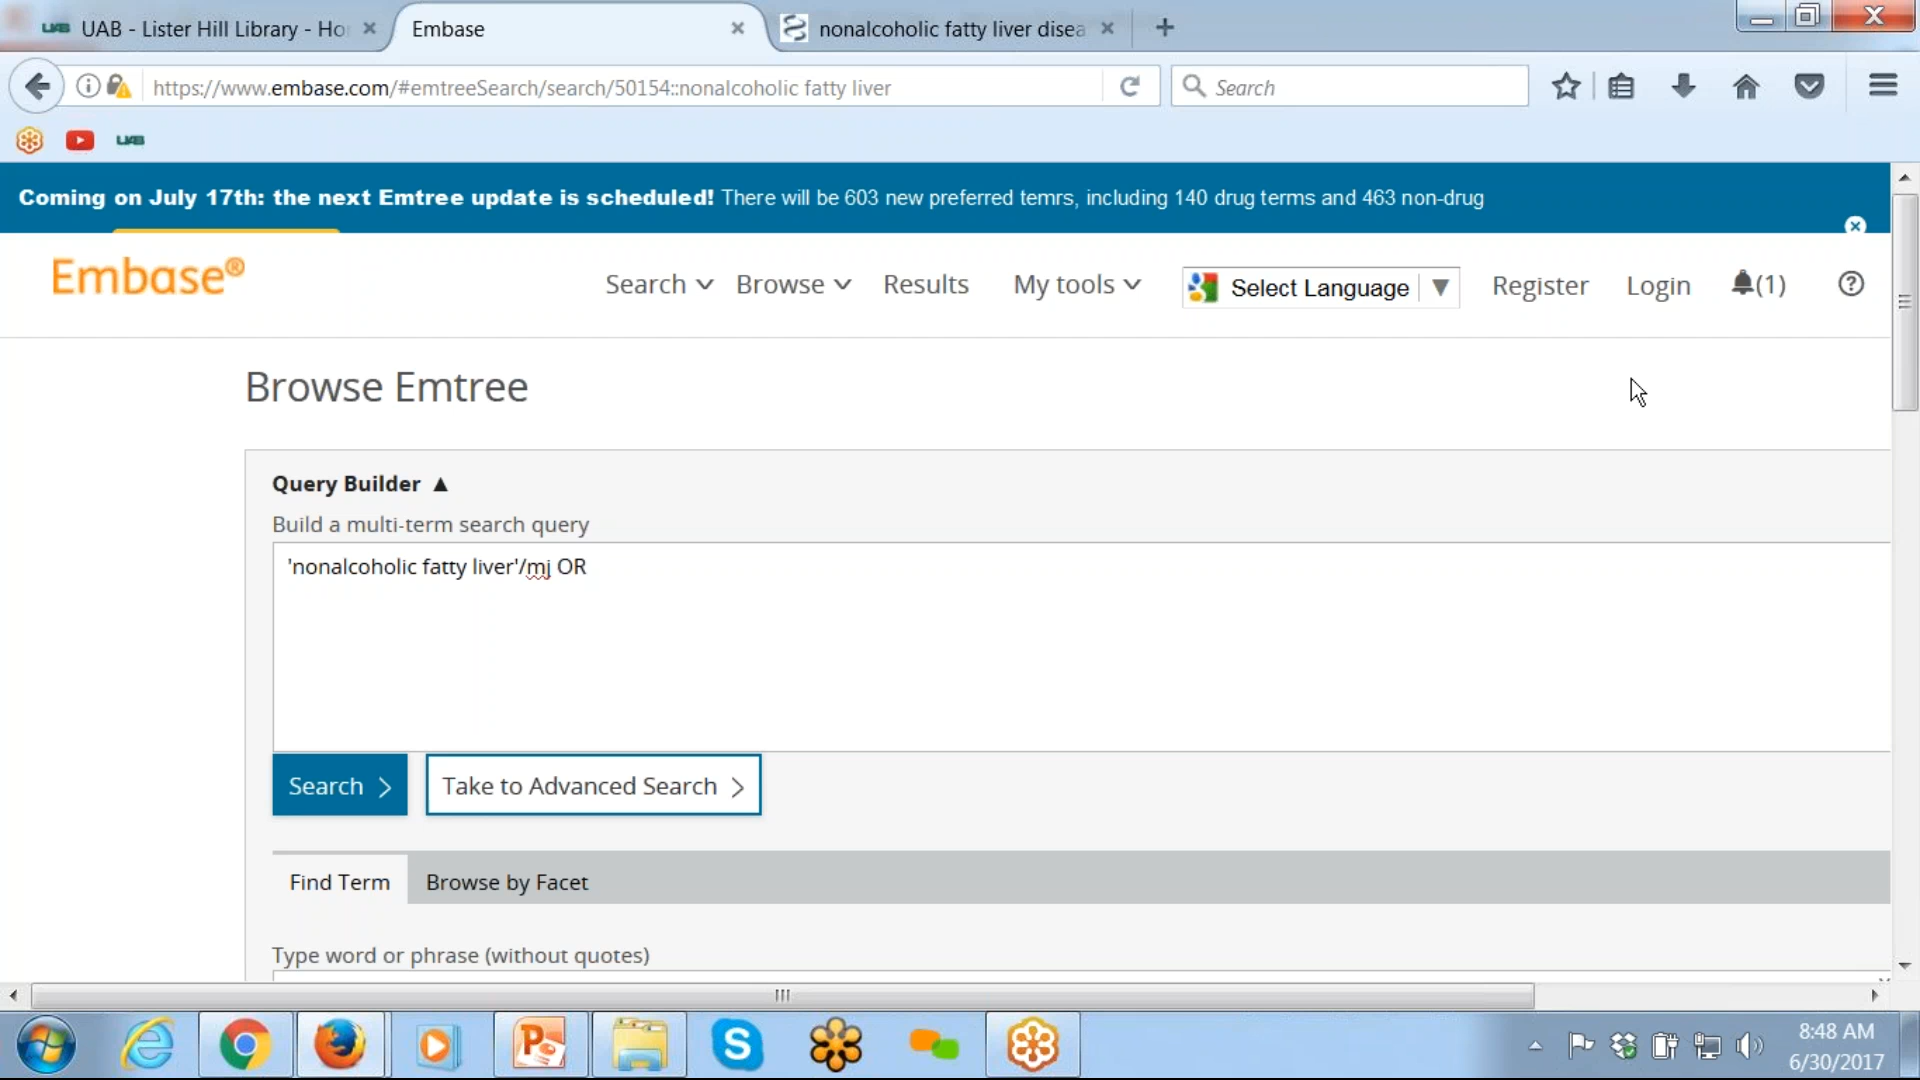 UAB - Lister Hill Library - Ho
Embase
nonalcoholic fatty liver disea
https://www.embase.com/#emtreeSearch/search/50154::nonalcoholic fatty liver
Search
UAB
Coming on July 17th: the next Emtree update is scheduled! There will be 603 new preferred temrs, including 140 drug terms and 463 non-drug
Embase®
Search
Browse
Results
My tools
Select Language
Register
Login
(1)
Browse Emtree
Query Builder ▲
Build a multi-term search query
'nonalcoholic fatty liver'/mj OR
Search >
Take to Advanced Search >
Find Term
Browse by Facet
Type word or phrase (without quotes)
8:48 AM
6/30/2017